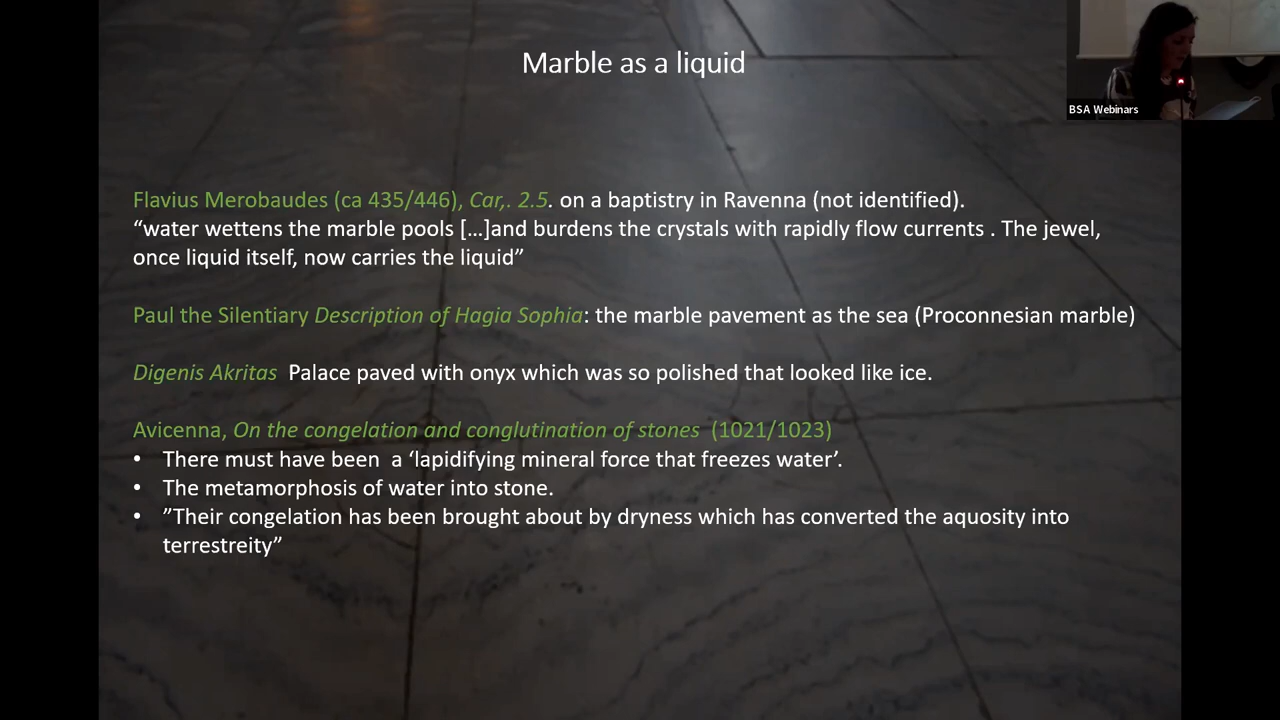 Marble as a liquid
BSA Webinars
Flavius Merobaudes (ca 435/446), Car,. 2.5. on a baptistry in Ravenna (not identified).
“water wettens the marble pools [...]and burdens the crystals with rapidly flow currents . The jewel,
once liquid itself, now carries the liquid”
Paul the Silentiary Description of Hagia Sophia: the marble pavement as the sea (Proconnesian marble)
Digenis Akritas  Palace paved with onyx which was so polished that looked like ice.
Avicenna, On the congelation and conglutination of stones  (1021/1023)
• There must have been  a ‘lapidifying mineral force that freezes water’.
• The metamorphosis of water into stone.
• ”Their congelation has been brought about by dryness which has converted the aquosity into
terrestreity”